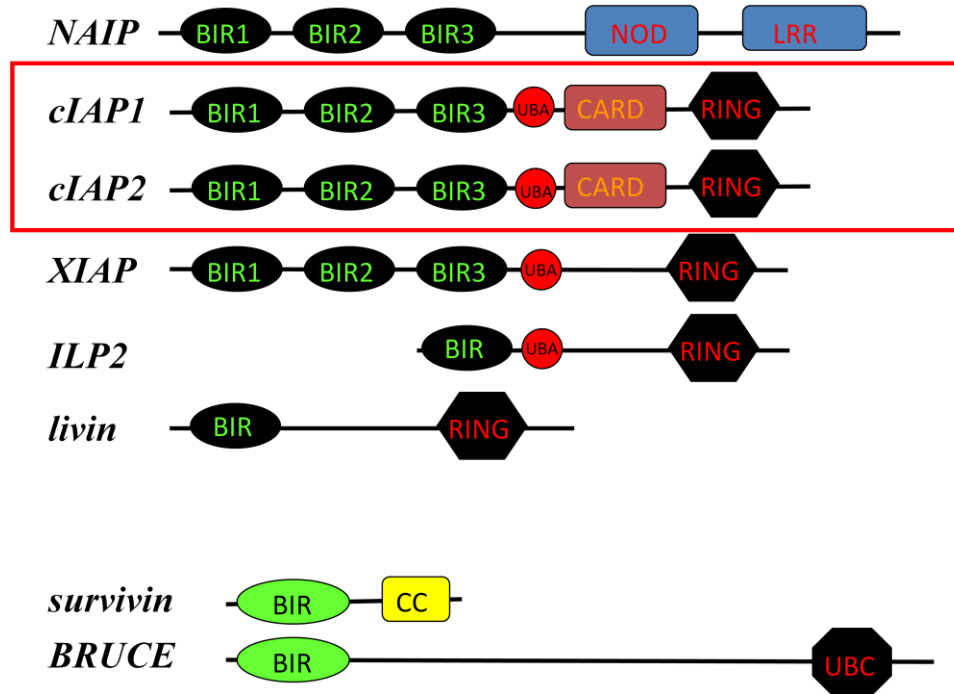 NAIP BIR1 BIR2 BIR3 NOD LRR
cIAP1 BIR1 BIR2 BIR3 UBA CARD RING
cIAP2 BIR1 BIR2 BIR3 UBA CARD RING
XIAP BIR1 BIR2 BIR3 UBA RING
ILP2 BIR UBA RING
livin BIR RING
survivin BIR CC
BRUCE BIR UBC